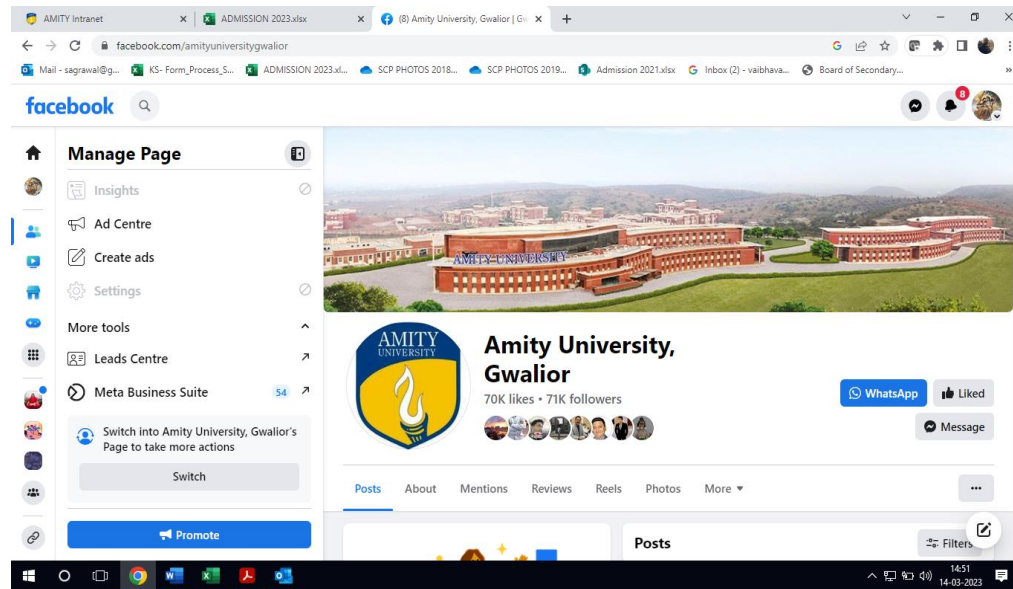 AMITY Intranet
ADMISSION 2023.xlsx
(8) Amity University, Gwalior | Gw
facebook.com/amityuniversitygwalior
Mail - sagrawal@g...
KS- Form_Process_S...
ADMISSION 2023.xl...
SCP PHOTOS 2018...
SCP PHOTOS 2019...
Admission 2021.xlsx
Inbox (2) - vaibhava...
Board of Secondary...
facebook
8
Manage Page
Insights
Ad Centre
Create ads
Settings
More tools
Leads Centre
Meta Business Suite 54
Switch into Amity University, Gwalior's
Page to take more actions
Switch
Promote
AMITY UNIVERSITY
AMITY
UNIVERSITY
Amity University,
Gwalior
70K likes • 71K followers
WhatsApp
Liked
Message
Posts About Mentions Reviews Reels Photos More
Posts
Filters
14:51
14-03-2023